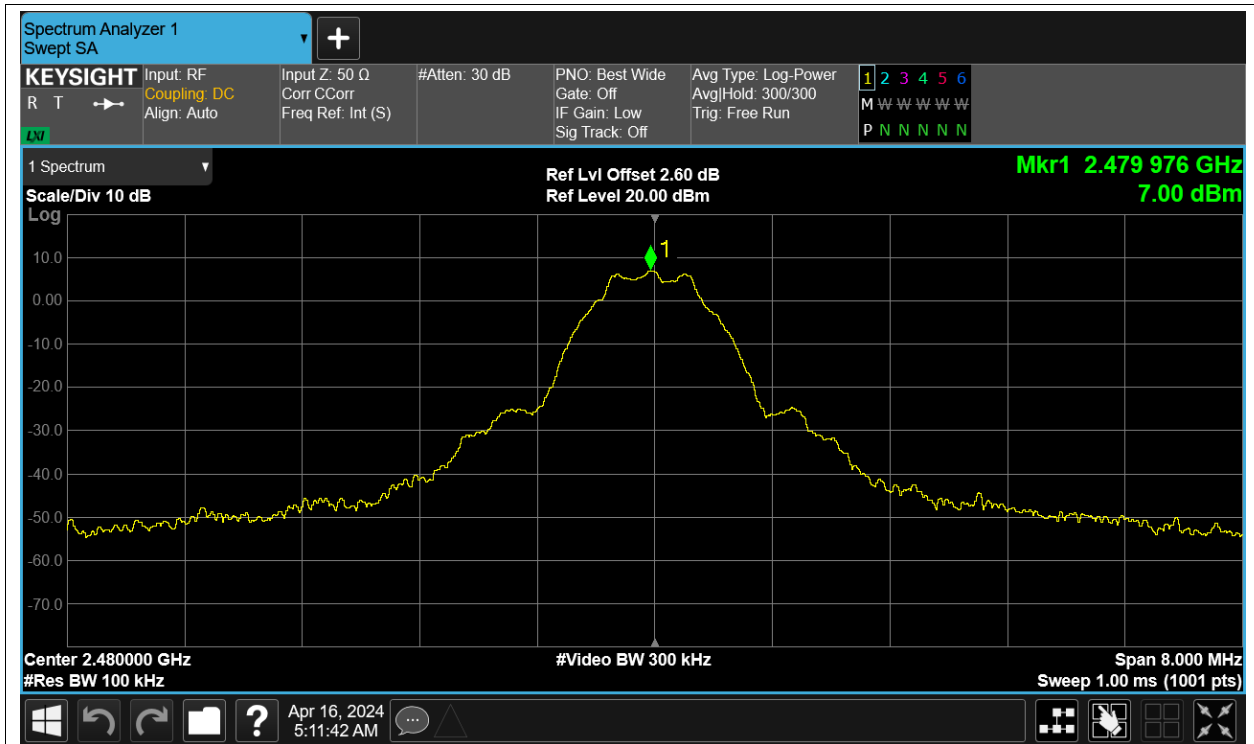 Spectrum Analyzer 1
Swept SA
+
KEYSIGHT
R T
LXI
Input: RF
Coupling: DC
Align: Auto
Input Z: 50 Ω
Corr CCorr
Freq Ref: Int (S)
#Atten: 30 dB
PNO: Best Wide
Gate: Off
IF Gain: Low
Sig Track: Off
Avg Type: Log-Power
Avg|Hold: 300/300
Trig: Free Run
1 2 3 4 5 6
M W W W W W
P N N N N N
1 Spectrum
Scale/Div 10 dB
Log
Ref Lvl Offset 2.60 dB
Ref Level 20.00 dBm
Mkr1 2.479 976 GHz
7.00 dBm
1
10.0
0.00
-10.0
-20.0
-30.0
-40.0
-50.0
-60.0
-70.0
Center 2.480000 GHz
#Res BW 100 kHz
#Video BW 300 kHz
Span 8.000 MHz
Sweep 1.00 ms (1001 pts)
?
Apr 16, 2024
5:11:42 AM